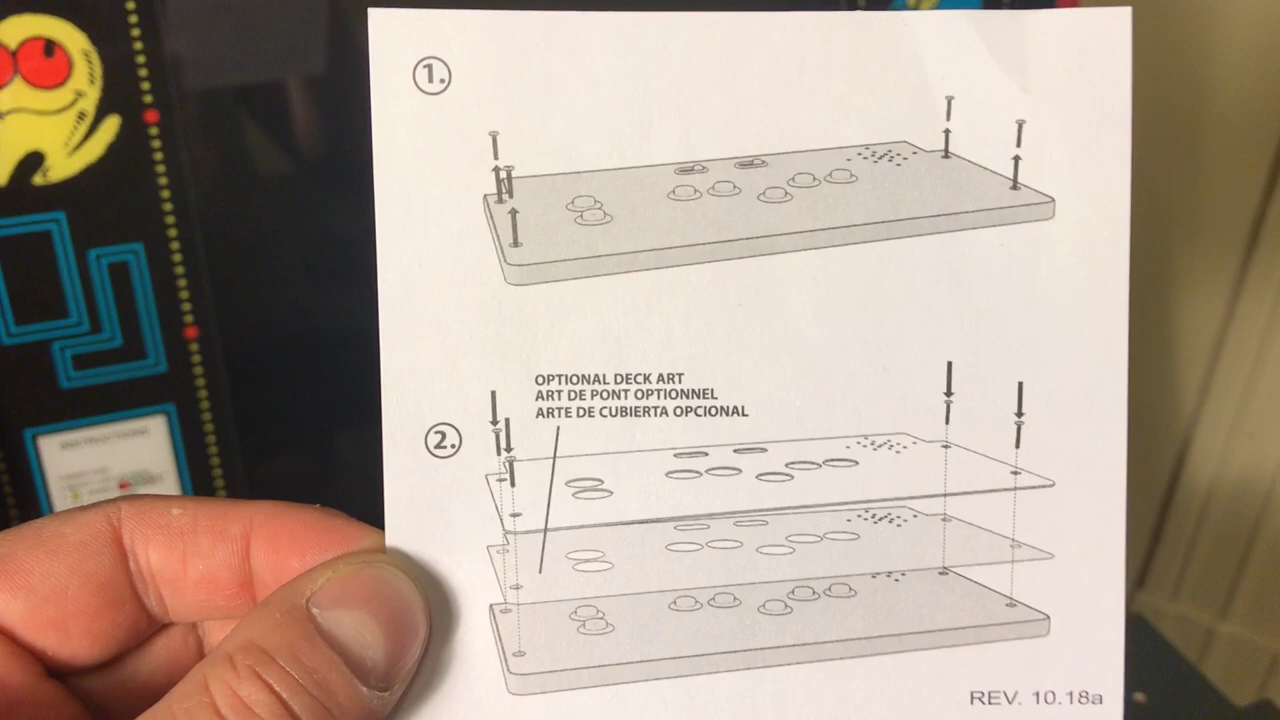 1.
OPTIONAL DECK ART
ART DE PONT OPTIONNEL
ARTE DE CUBIERTA OPCIONAL
2.
REV. 10.18a